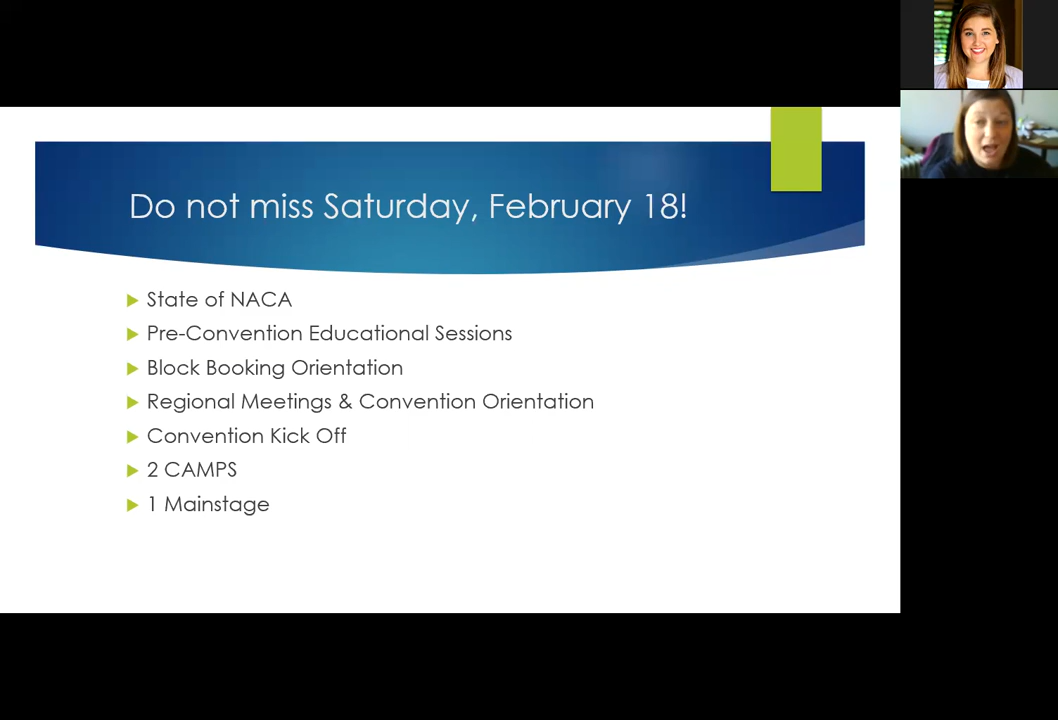 Do not miss Saturday, February 18!
State of NACA
Pre-Convention Educational Sessions
Block Booking Orientation
Regional Meetings & Convention Orientation
Convention Kick Off
2 CAMPS
1 Mainstage